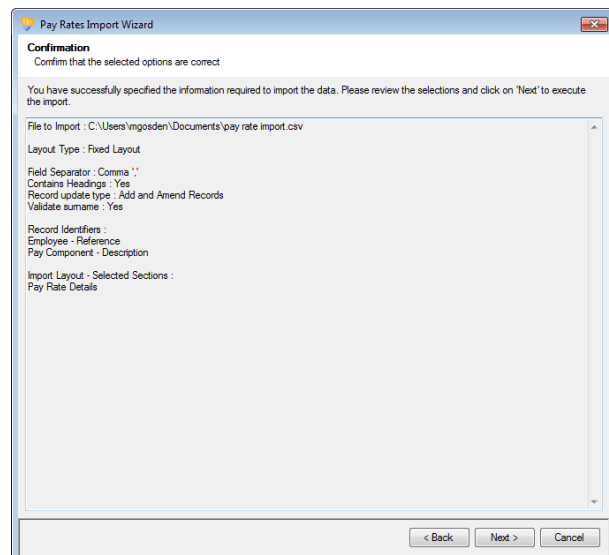 Pay Rates Import Wizard
Confirmation
Comfirm that the selected options are correct
You have successfully specified the information required to import the data. Please review the selections and click on 'Next' to execute
the import.
File to Import : C:\Users\mgosden\Documents\pay rate import.csv
Layout Type : Fixed Layout
Field Separator : Comma ','
Contains Headings : Yes
Record update type : Add and Amend Records
Validate surname : Yes
Record Identifiers :
Employee - Reference
Pay Component - Description
Import Layout - Selected Sections :
Pay Rate Details
< Back Next > Cancel